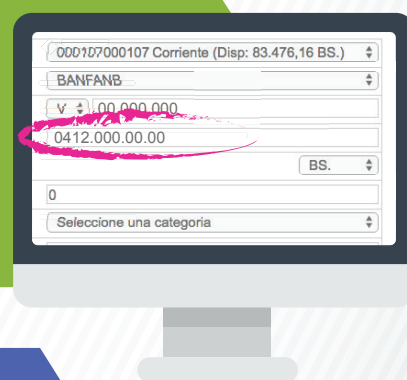 000107000107 Corriente (Disp: 83.476,16 BS.)
BANFANB
V 00.000.000
0412.000.00.00
BS.
0
Seleccione una categoria